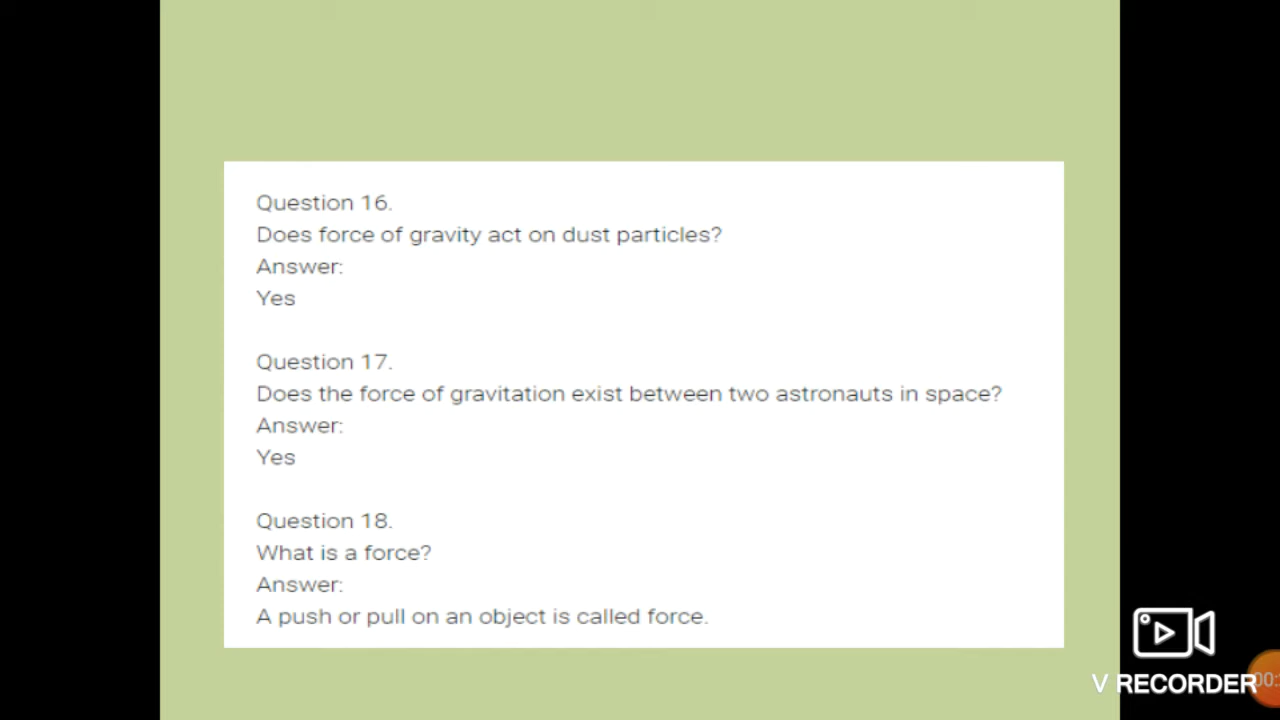 Question 16.
Does force of gravity act on dust particles?
Answer:
Yes
Question 17.
Does the force of gravitation exist between two astronauts in space?
Answer:
Yes
Question 18.
What is a force?
Answer:
A push or pull on an object is called force.
V RECORDER